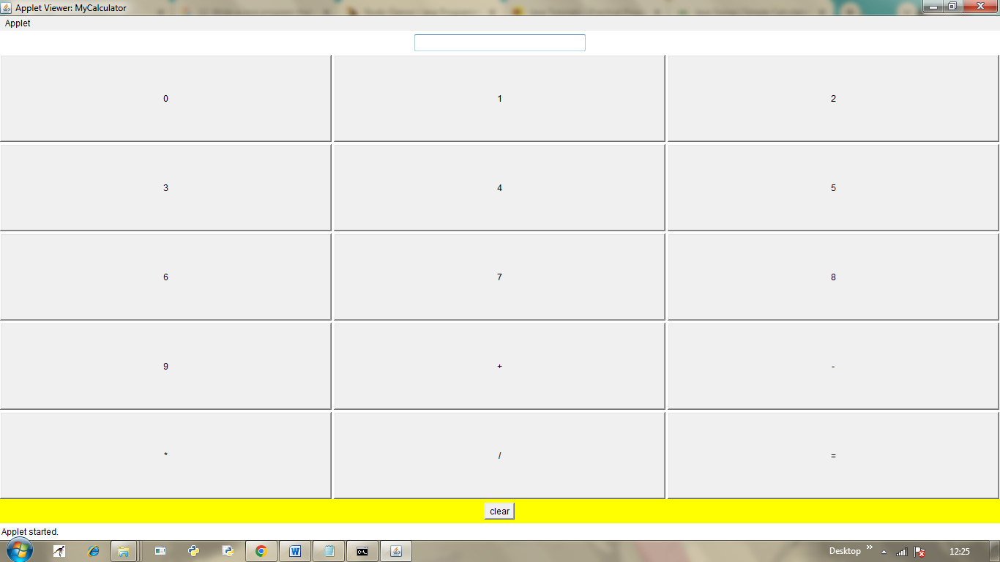 Applet Viewer: MyCalculator
Applet
0 1 2
3 4 5
6 7 8
9 + -
* / =
clear
Applet started.
Desktop » 12:25